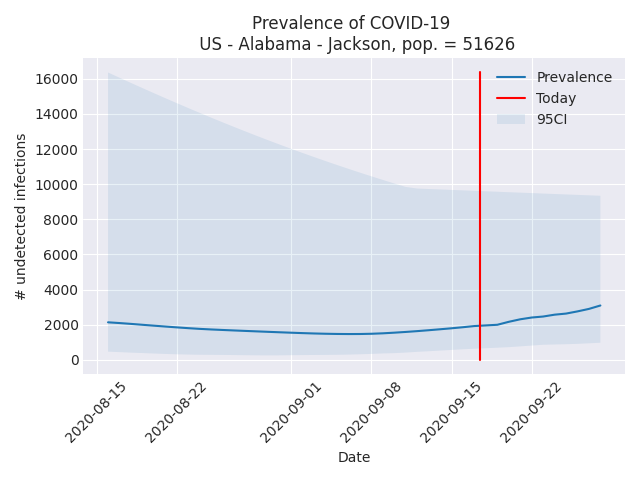 Prevalence of COVID-19
US - Alabama - Jackson, pop. = 51626
Prevalence
Today
95CI
# undetected infections
16000
14000
12000
10000
8000
6000
4000
2000
0
2020-08-15
2020-08-22
2020-09-01
2020-09-08
2020-09-15
2020-09-22
Date